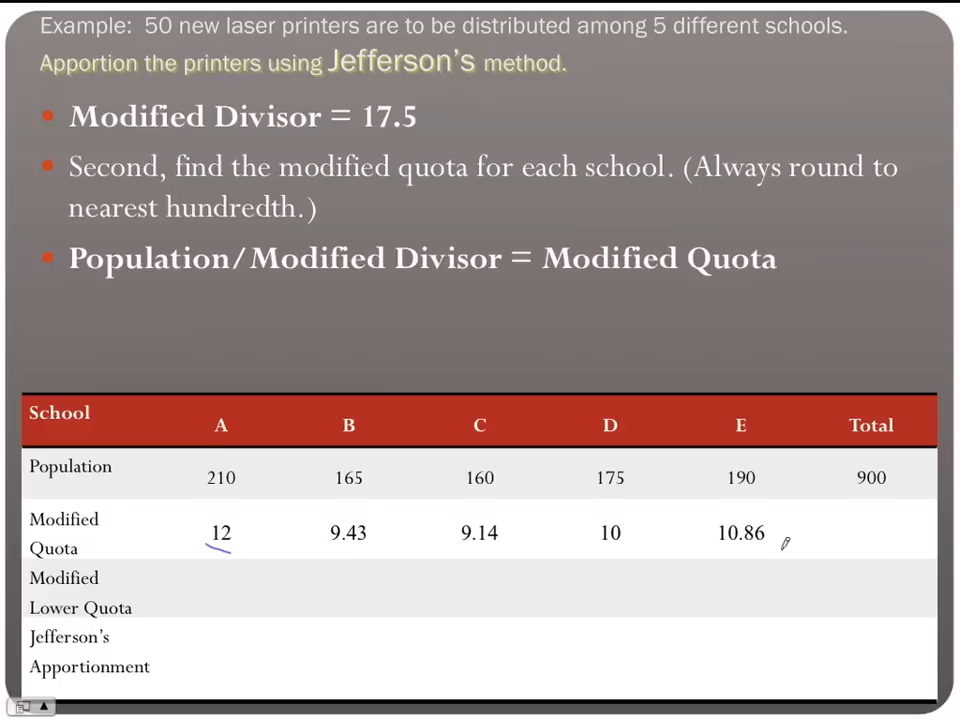 Example: 50 new laser printers are to be distributed among 5 different schools.
Apportion the printers using Jefferson's method.
• Modified Divisor = 17.5
• Second, find the modified quota for each school. (Always round to
nearest hundredth.)
• Population/Modified Divisor = Modified Quota
School A B C D E Total
Population 210 165 160 175 190 900
Modified
Quota 12 9.43 9.14 10 10.86
Modified
Lower Quota
Jefferson's
Apportionment